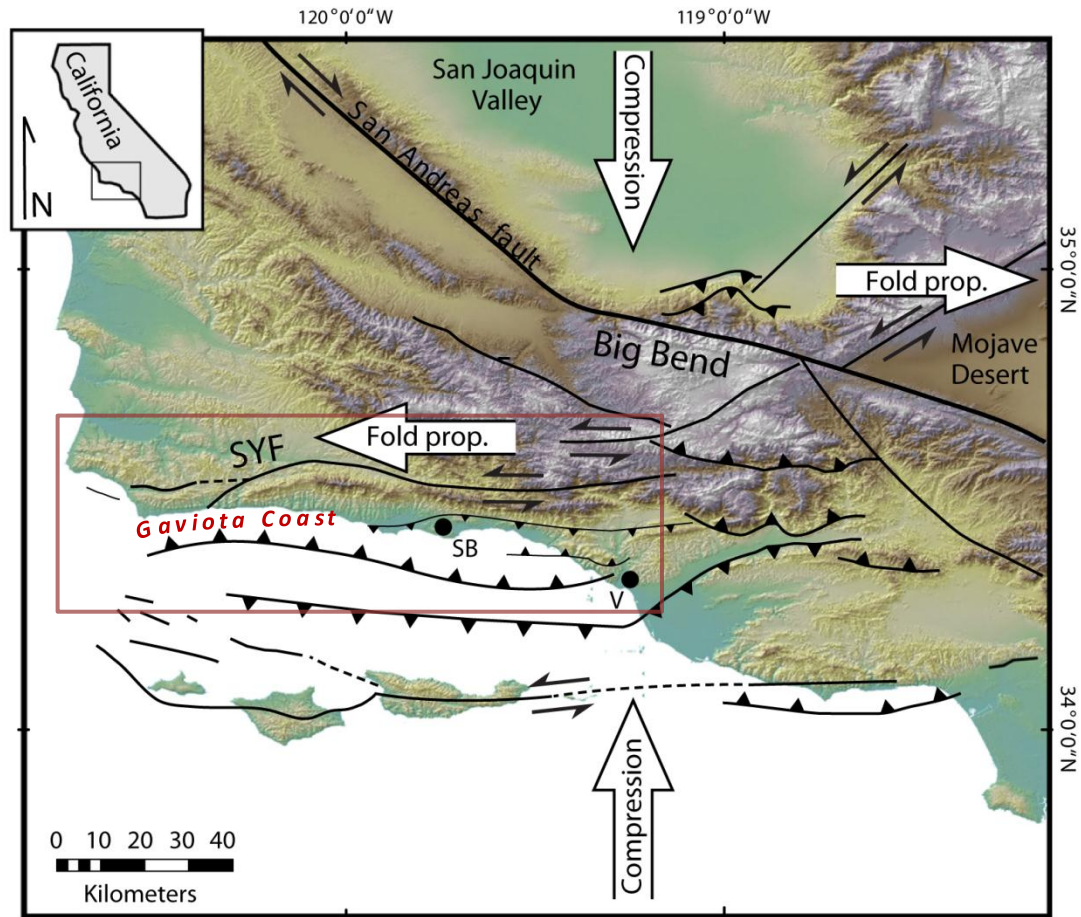 120°0'0"W
119°0'0"W
California
N
San Joaquin
Valley
Compression
San Andreas fault
35°0'0"N
Fold prop.
Big Bend
Mojave
Desert
Fold prop.
SYF
Gaviota Coast
SB
V
34°0'0"N
Compression
0 10 20 30 40
Kilometers